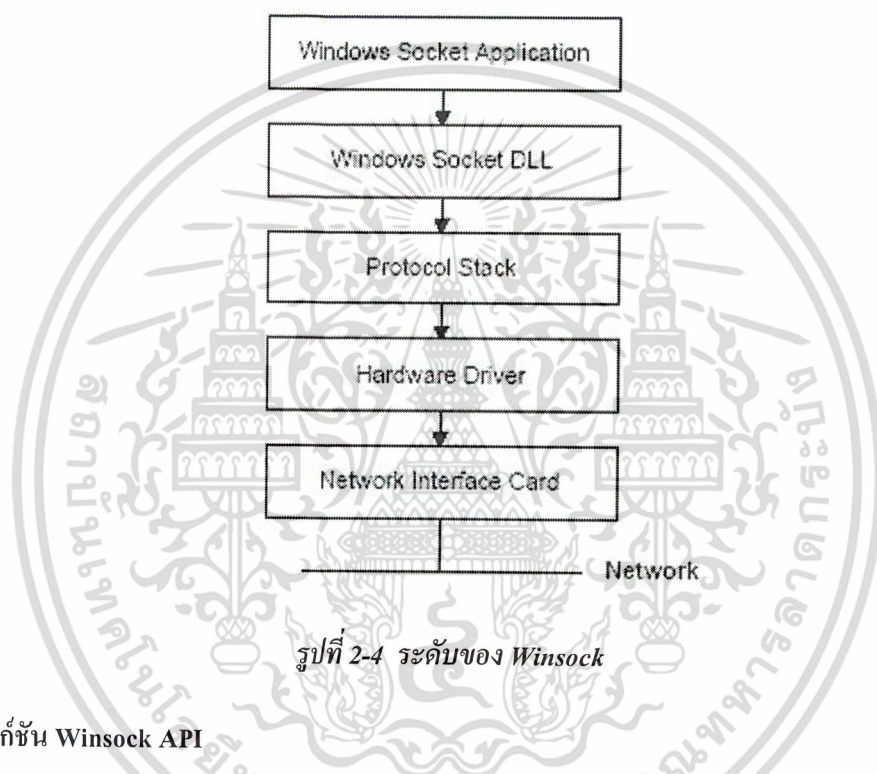 Windows Socket Application
Windows Socket DLL
Protocol Stack
Hardware Driver
Network Interface Card
Network
รูปที่ 2-4 ระดับของ Winsock
ก์ชัน Winsock API